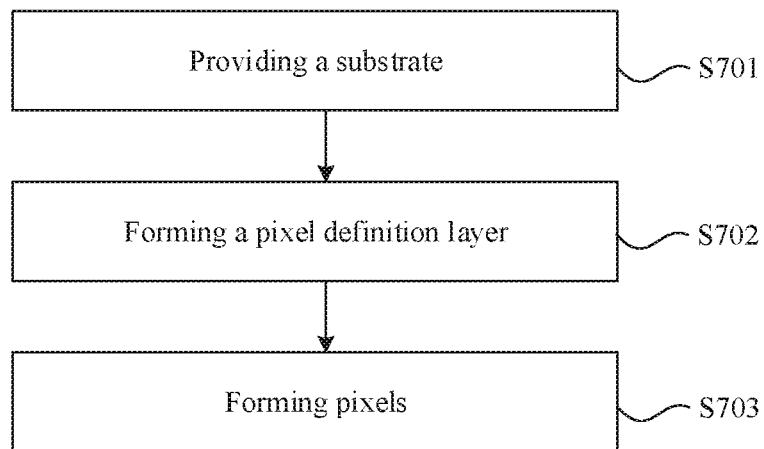 Providing a substrate
S701
Forming a pixel definition layer
S702
Forming pixels
S703